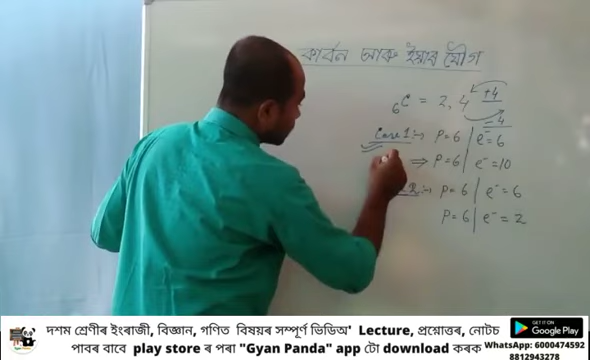 কাৰ্বন আৰু ইয়াৰ যৌগ
+4
₆C = 2, 4
-4
Case 1 :→ P=6 | e⁻=6
⇒ P=6 | e⁻=10
2 :→ P=6 | e⁻=6
P=6 | e⁻=2
দশম শ্ৰেণীৰ ইংৰাজী, বিজ্ঞান, গণিত বিষয়ৰ সম্পূৰ্ণ ভিডিঅ' Lecture, প্ৰয়োত্তৰ, নোটচ
পাবৰ বাবে play store ৰ পৰা "Gyan Panda" app টো download কৰক
GET IT ON
Google Play
WhatsApp: 6000474592
8812943278